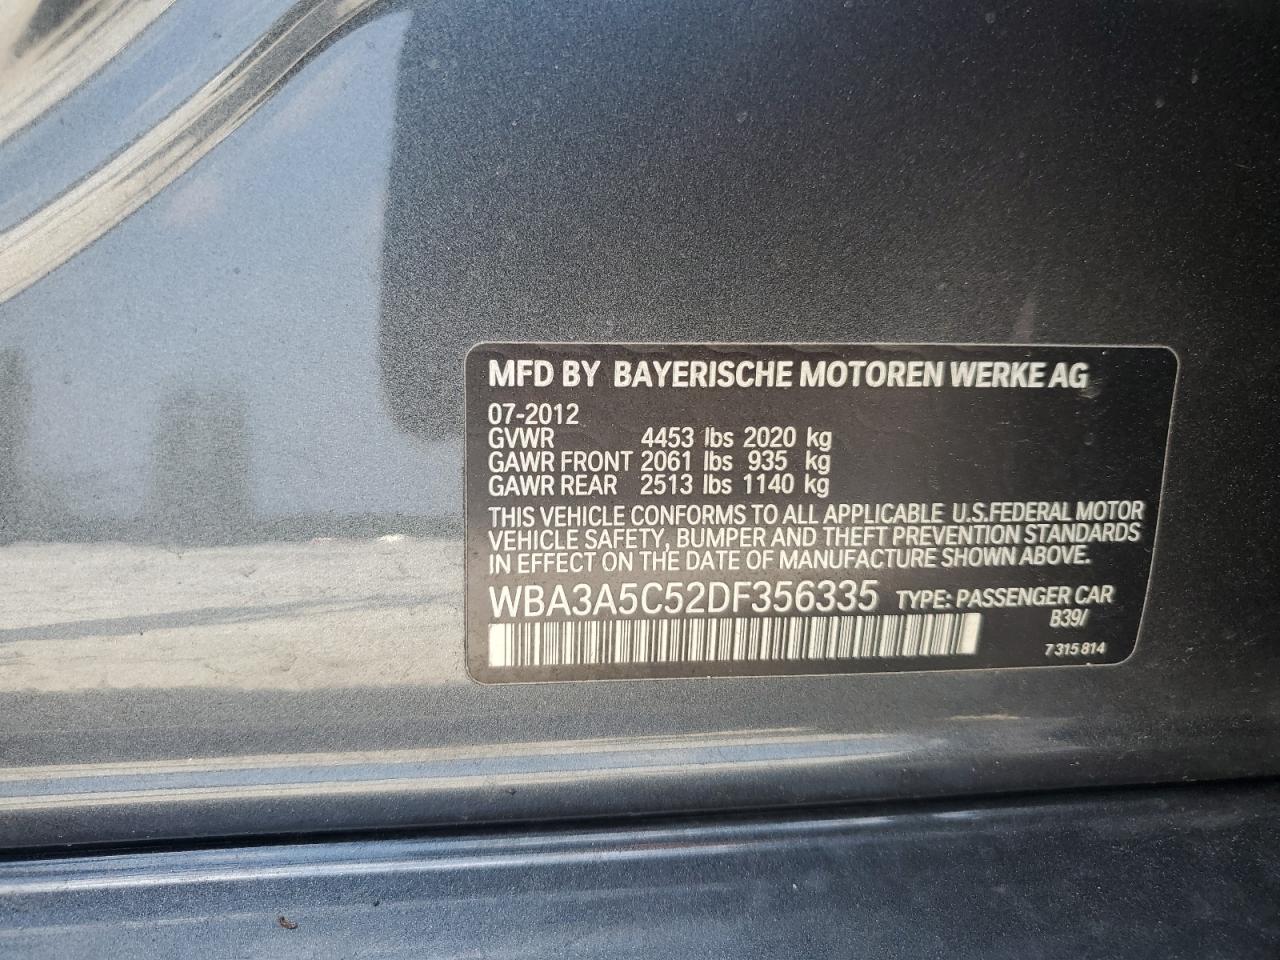 MFD BY BAYERISCHE MOTOREN WERKE AG
07-2012
GVWR 4453 lbs 2020 kg
GAWR FRONT 2061 lbs 935 kg
GAWR REAR 2513 lbs 1140 kg
THIS VEHICLE CONFORMS TO ALL APPLICABLE U.S.FEDERAL MOTOR
VEHICLE SAFETY, BUMPER AND THEFT PREVENTION STANDARDS
IN EFFECT ON THE DATE OF MANUFACTURE SHOWN ABOVE.
WBA3A5C52DF356335 TYPE: PASSENGER CAR
B39/
7 315 814